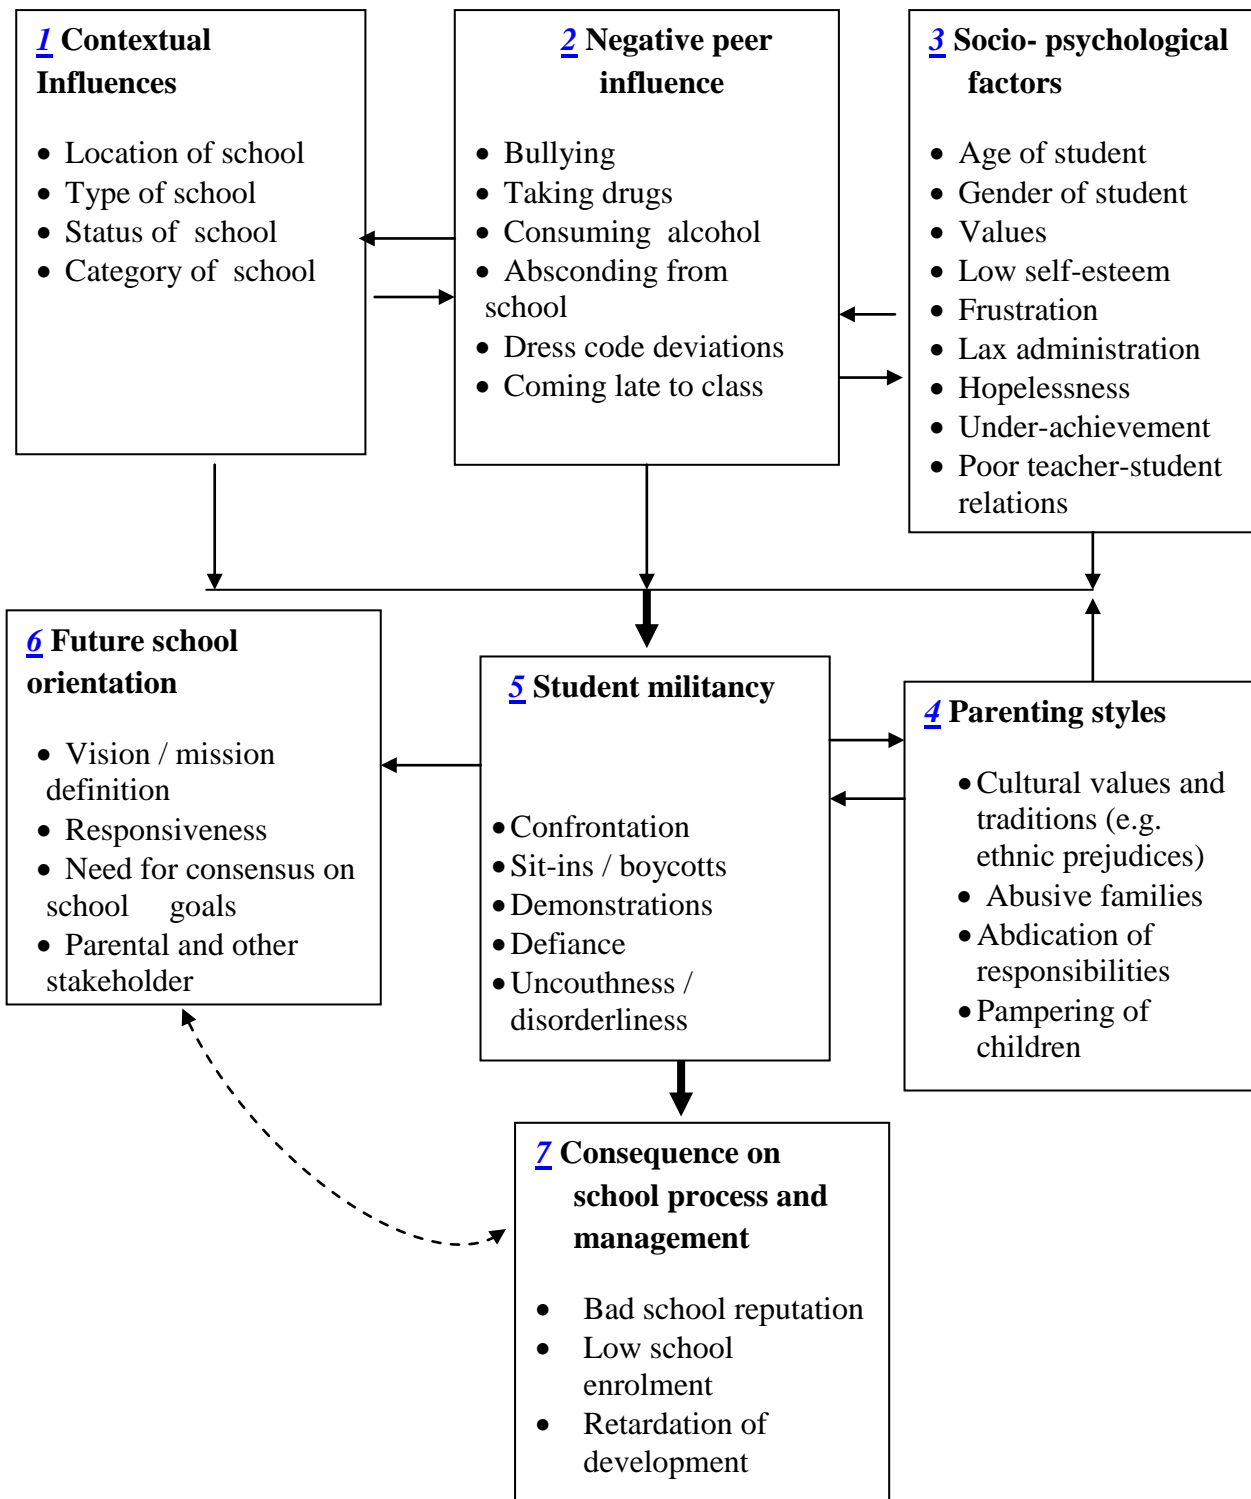 1 Contextual
Influences
• Location of school
• Type of school
• Status of school
• Category of school
2 Negative peer
influence
• Bullying
• Taking drugs
• Consuming alcohol
• Absconding from
school
• Dress code deviations
• Coming late to class
3 Socio- psychological
factors
• Age of student
• Gender of student
• Values
• Low self-esteem
• Frustration
• Lax administration
• Hopelessness
• Under-achievement
• Poor teacher-student
relations
6 Future school
orientation
• Vision / mission
definition
• Responsiveness
• Need for consensus on
school goals
• Parental and other
stakeholder
5 Student militancy
• Confrontation
• Sit-ins / boycotts
• Demonstrations
• Defiance
• Uncouthness /
disorderliness
4 Parenting styles
• Cultural values and
traditions (e.g.
ethnic prejudices)
• Abusive families
• Abdication of
responsibilities
• Pampering of
children
7 Consequence on
school process and
management
• Bad school reputation
• Low school
enrolment
• Retardation of
development